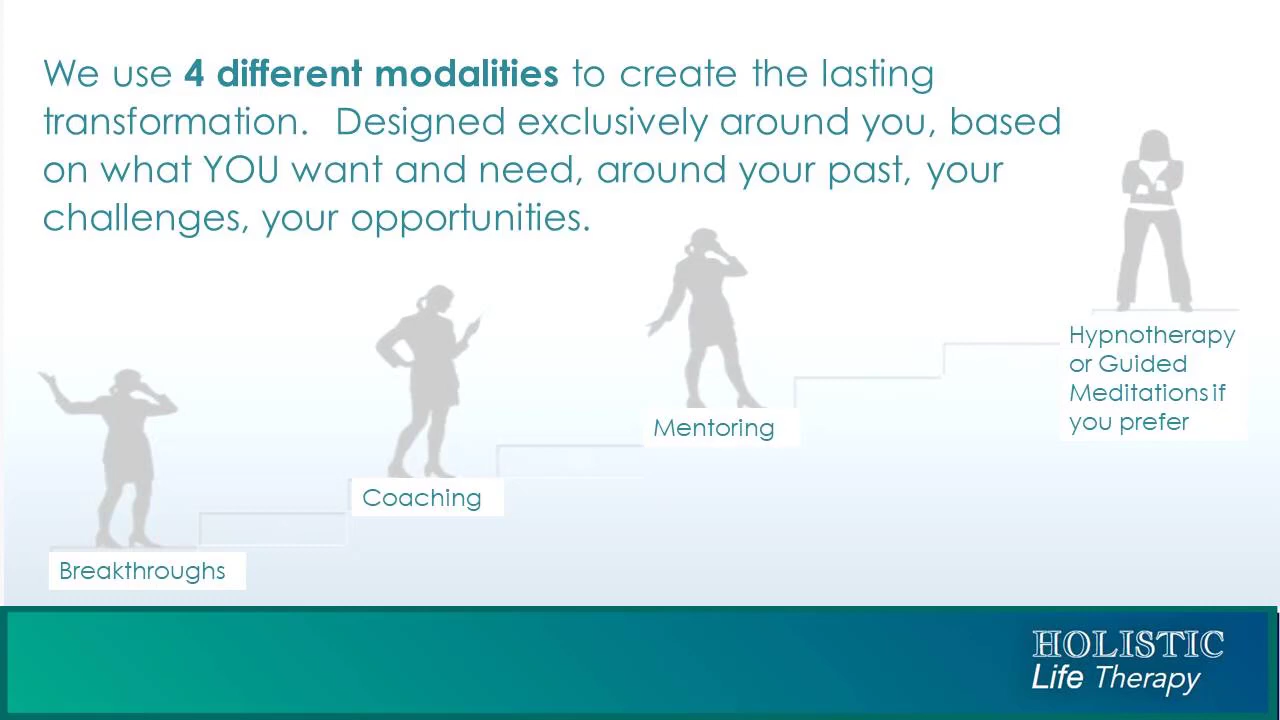 We use 4 different modalities to create the lasting
transformation.  Designed exclusively around you, based
on what YOU want and need, around your past, your
challenges, your opportunities.
Hypnotherapy
or Guided
Meditations if
you prefer
Mentoring
Coaching
Breakthroughs
HOLISTIC
Life Therapy